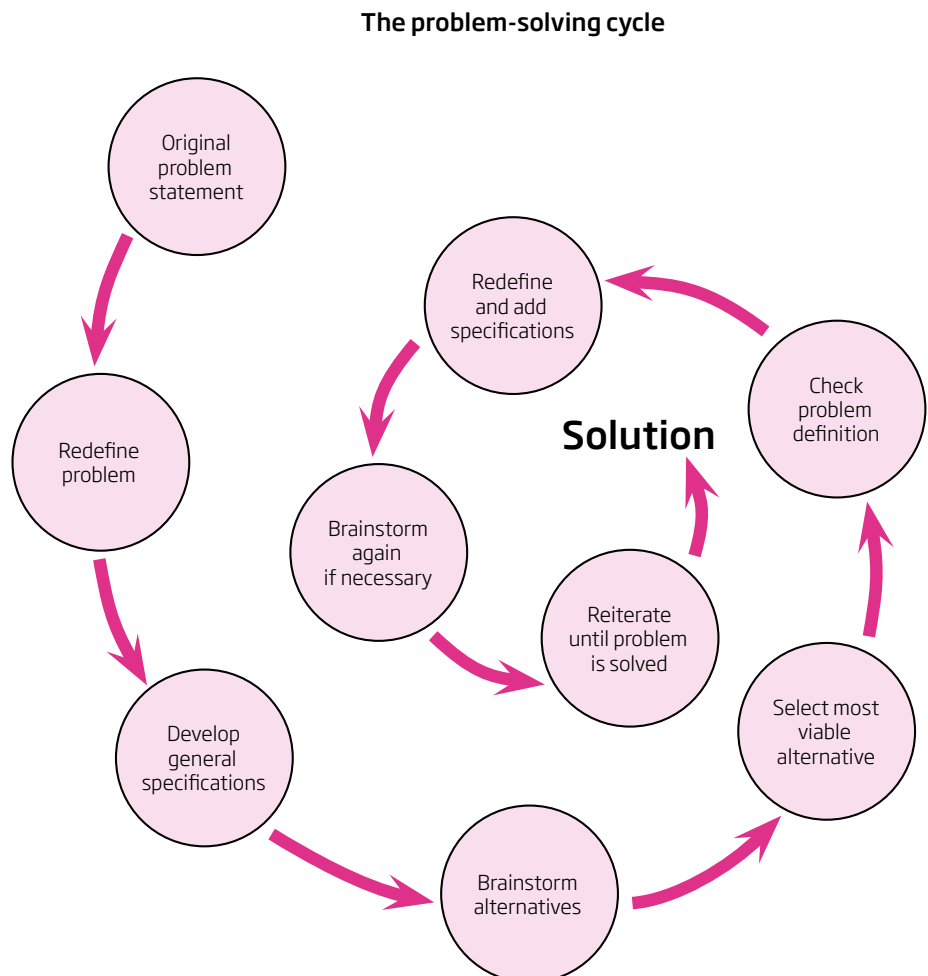 The problem-solving cycle
Original
problem
statement
Redefine
problem
Develop
general
specifications
Brainstorm
alternatives
Select most
viable
alternative
Check
problem
definition
Redefine
and add
specifications
Brainstorm
again
if necessary
Reiterate
until problem
is solved
Solution